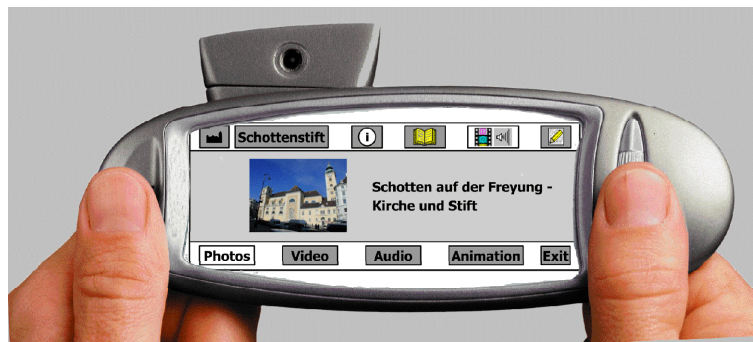 Schottenstift
i
Schotten auf der Freyung -
Kirche und Stift
Photos Video Audio Animation Exit